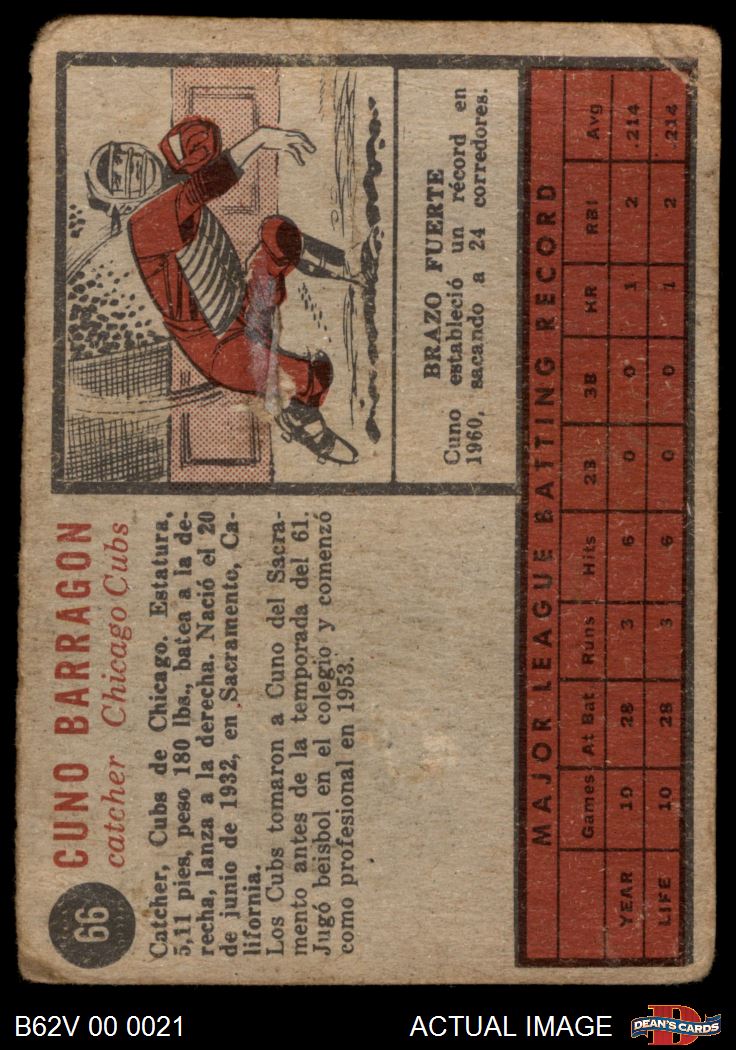 66
CUNO BARRAGON
catcher Chicago Cubs
Catcher, Cubs de Chicago. Estatura,
5,11 pies, peso 180 lbs., batea a la de-
recha, lanza a la derecha. Nació el 20
de junio de 1932, en Sacramento, Ca-
lifornia.
Los Cubs tomaron a Cuno del Sacra-
mento antes de la temporada del 61.
Jugó beisbol en el colegio y comenzó
como profesional en 1953.
BRAZO FUERTE
Cuno estableció un récord en
1960, sacando a 24 corredores.
MAJOR LEAGUE BATTING RECORD
Games At Bat Runs Hits 2B 3B HR RBI Avg
YEAR 10 28 3 6 0 0 1 2 .214
LIFE 10 28 3 6 0 0 1 2 .214
B62V 00 0021
ACTUAL IMAGE
D
DEAN'S CARDS